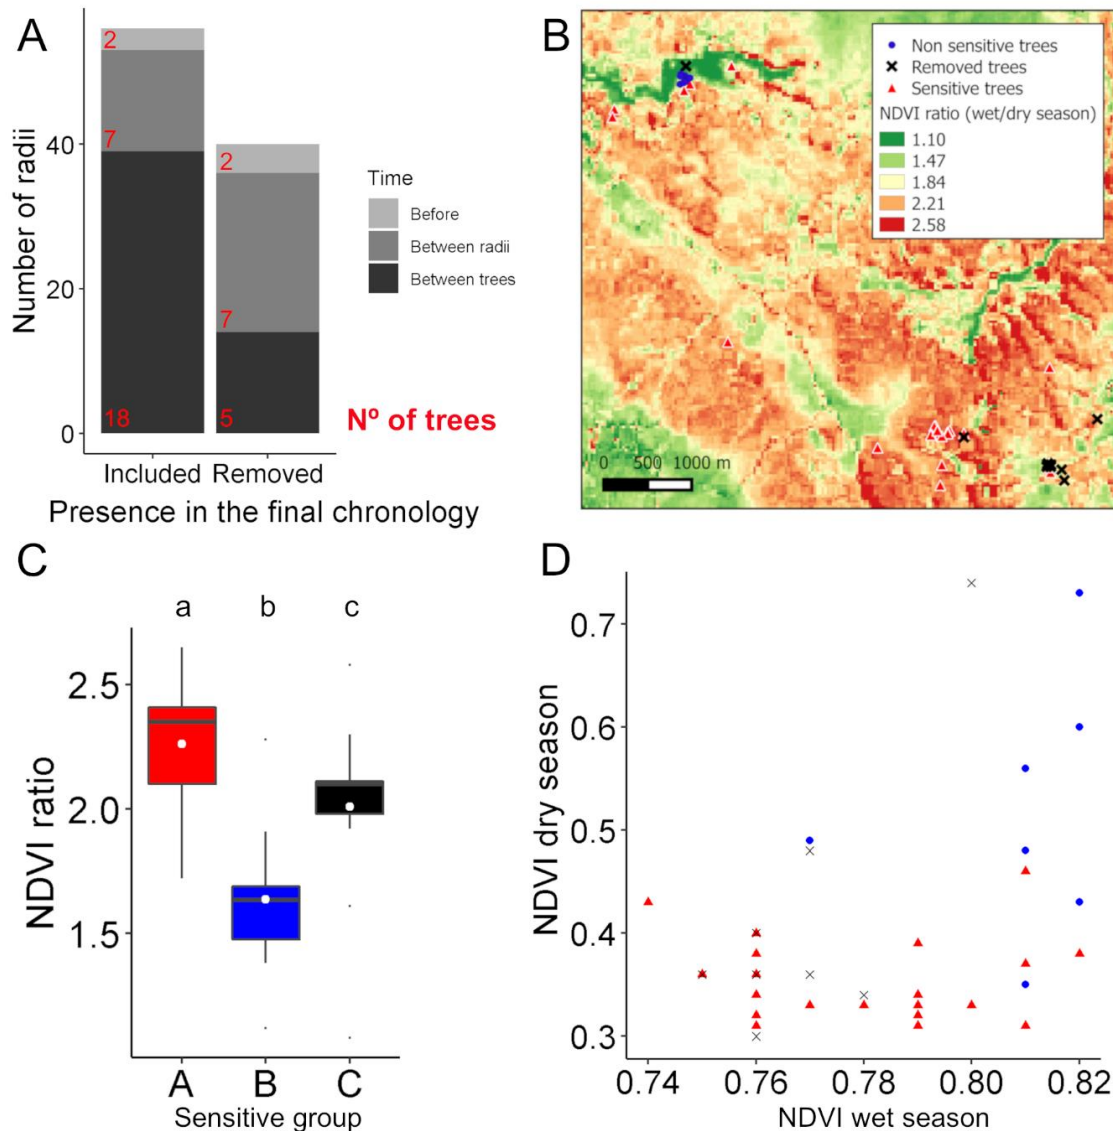 A
Number of radii
40
20
0
2
7
18
2
7
5
Included Removed
Presence in the final chronology
Time
Before
Between radii
Between trees
Nº of trees
B
Non sensitive trees
Removed trees
Sensitive trees
NDVI ratio (wet/dry season)
1.10
1.47
1.84
2.21
2.58
0 500 1000 m
C
a b c
NDVI ratio
2.5
2.0
1.5
A B C
Sensitive group
D
NDVI dry season
0.7
0.6
0.5
0.4
0.3
0.74 0.76 0.78 0.80 0.82
NDVI wet season